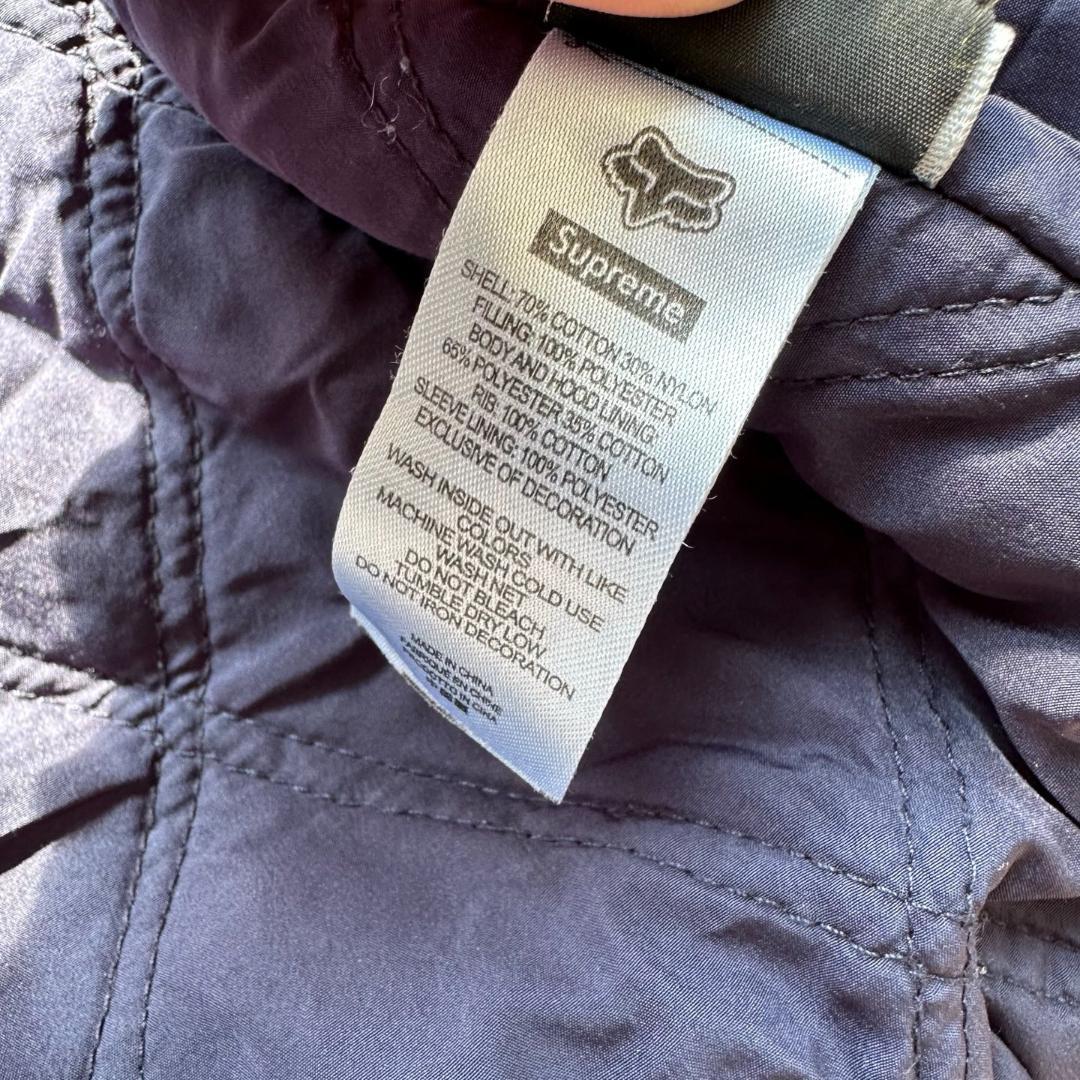 Supreme
SHELL: 70% COTTON 30% NYLON
FILLING: 100% POLYESTER
BODY AND HOOD LINING:
65% POLYESTER 35% COTTON
RIB: 100% COTTON
SLEEVE LINING: 100% POLYESTER
EXCLUSIVE OF DECORATION
WASH INSIDE OUT WITH LIKE
COLORS
MACHINE WASH COLD USE
WASH NET
DO NOT BLEACH
TUMBLE DRY LOW
DO NOT IRON DECORATION
MADE IN CHINA